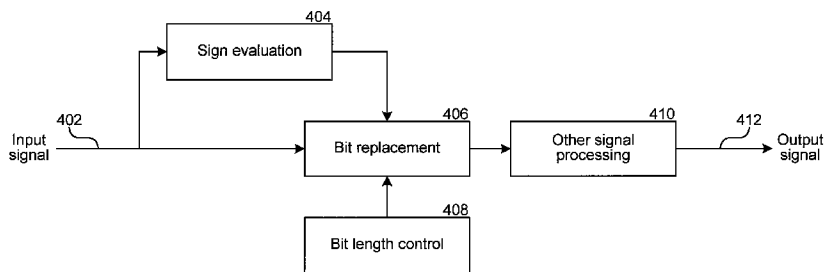 404
Sign evaluation
402
406
410
412
Input
signal
Bit replacement
Other signal
processing
Output
signal
408
Bit length control